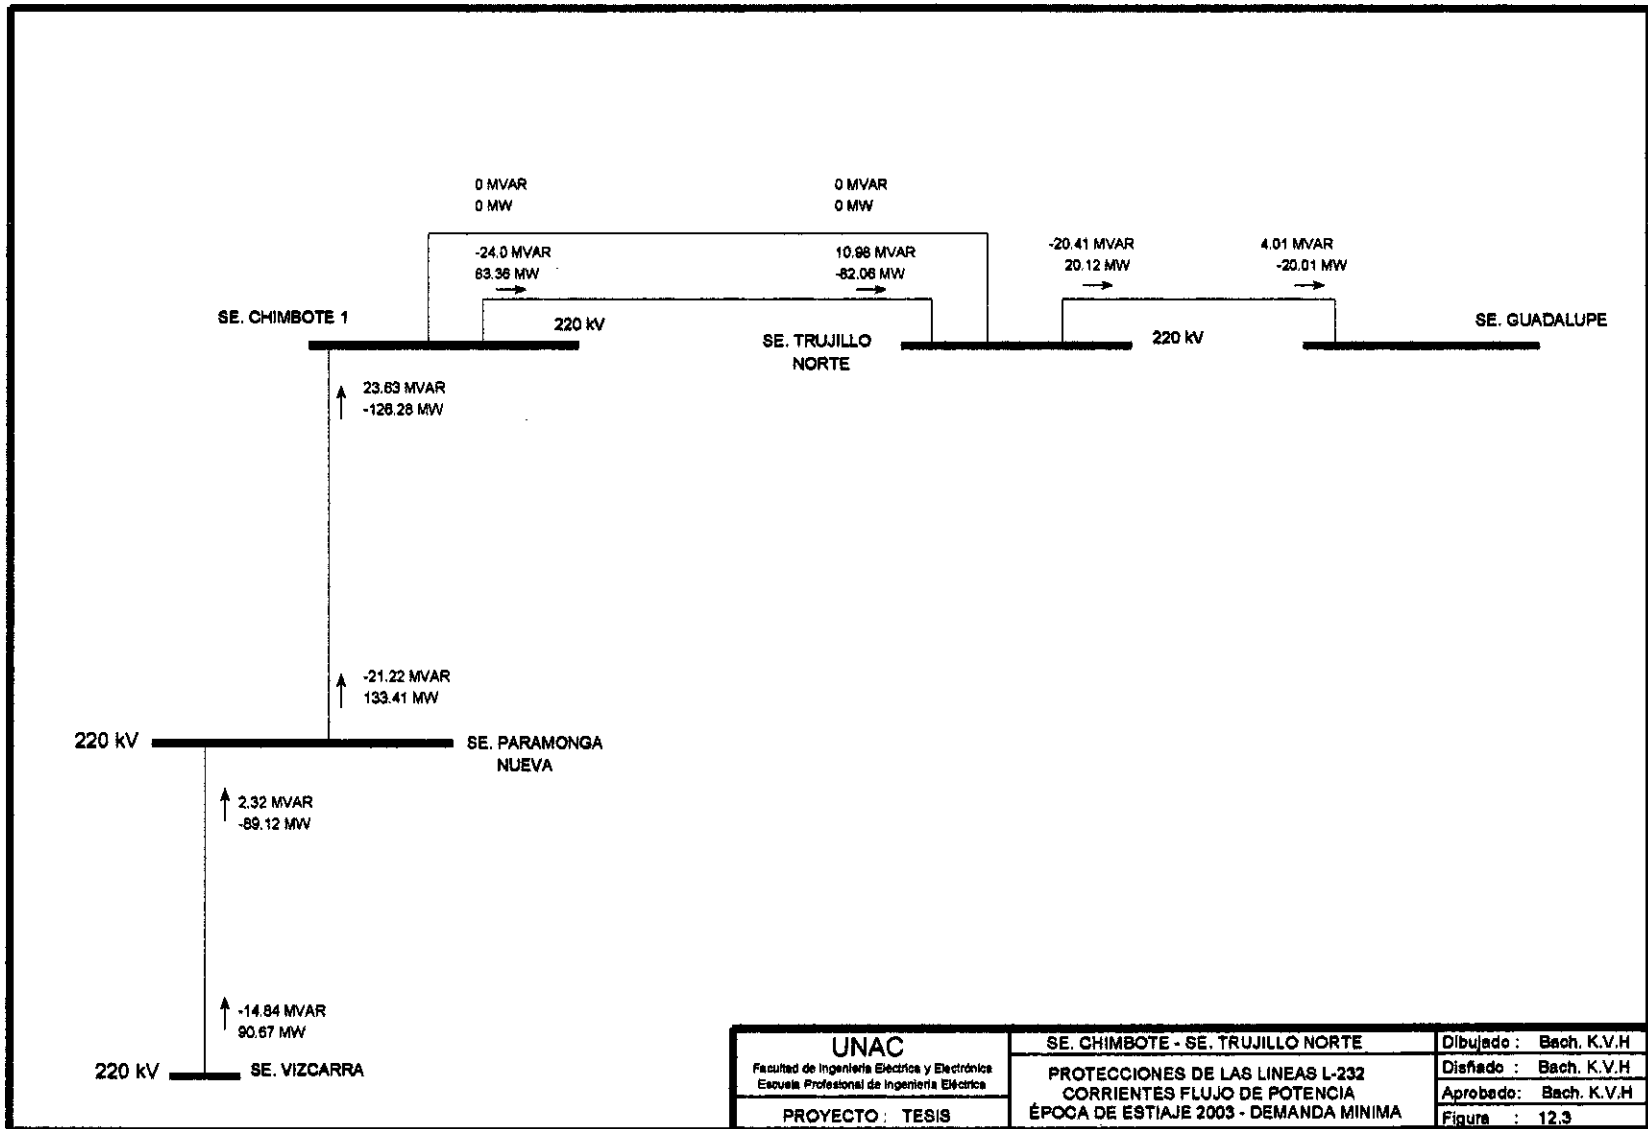 0 MVAR
0 MW
0 MVAR
0 MW
-24.0 MVAR
83.36 MW
10.98 MVAR
-82.06 MW
-20.41 MVAR
20.12 MW
4.01 MVAR
-20.01 MW
SE. CHIMBOTE 1
220 kV
SE. TRUJILLO
NORTE
220 kV
SE. GUADALUPE
23.63 MVAR
-128.28 MW
-21.22 MVAR
133.41 MW
220 kV
SE. PARAMONGA
NUEVA
2.32 MVAR
-89.12 MW
-14.84 MVAR
90.67 MW
220 kV
SE. VIZCARRA
UNAC
Facultad de Ingeniería Eléctrica y Electrónica
Escuela Profesional de Ingeniería Eléctrica
PROYECTO : TESIS
SE. CHIMBOTE - SE. TRUJILLO NORTE
PROTECCIONES DE LAS LINEAS L-232
CORRIENTES FLUJO DE POTENCIA
ÉPOCA DE ESTIAJE 2003 - DEMANDA MINIMA
Dibujado : Bach. K.V.H
Disñado : Bach. K.V.H
Aprobado: Bach. K.V.H
Figura : 12.3